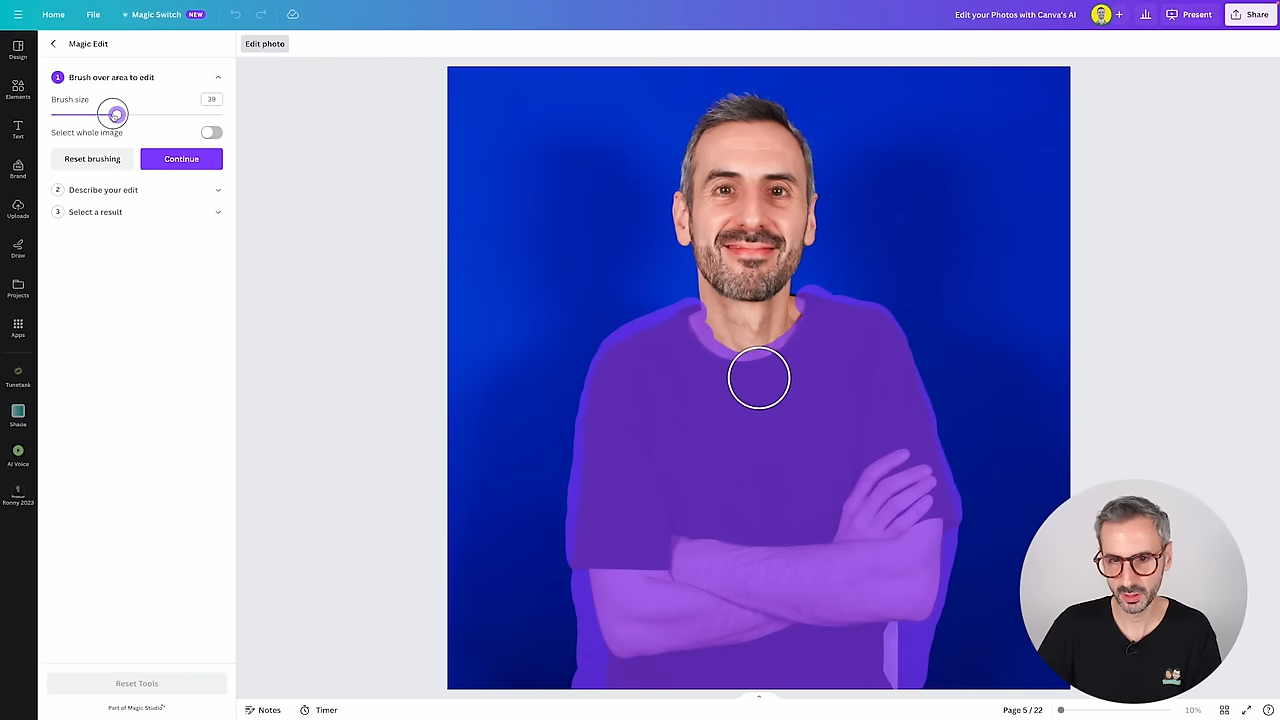 Home File Magic Switch NEW Edit your Photos with Canva's AI Present Share
Design
Elements
Text
Brand
Uploads
Draw
Projects
Apps
Tunetank
Shade
AI Voice
Ronny 2023
Magic Edit
1 Brush over area to edit
Brush size 39
Select whole image
Reset brushing Continue
2 Describe your edit
3 Select a result
Reset Tools
Part of Magic Studio
Edit photo
Notes Timer Page 5 / 22 10%